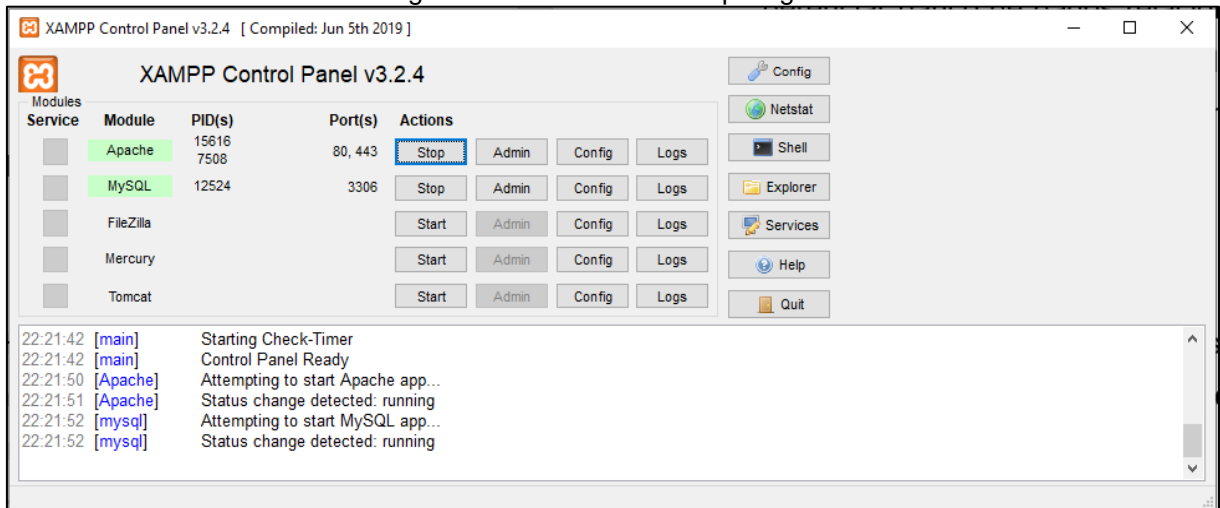 XAMPP Control Panel v3.2.4 [ Compiled: Jun 5th 2019 ]
XAMPP Control Panel v3.2.4
Config
Modules
Netstat
Service Module PID(s) Port(s) Actions
Apache 15616 7508 80, 443 Stop Admin Config Logs
Shell
MySQL 12524 3306 Stop Admin Config Logs
Explorer
FileZilla Start Admin Config Logs
Services
Mercury Start Admin Config Logs
Help
Tomcat Start Admin Config Logs
Quit
22:21:42 [main] Starting Check-Timer
22:21:42 [main] Control Panel Ready
22:21:50 [Apache] Attempting to start Apache app...
22:21:51 [Apache] Status change detected: running
22:21:52 [mysql] Attempting to start MySQL app...
22:21:52 [mysql] Status change detected: running